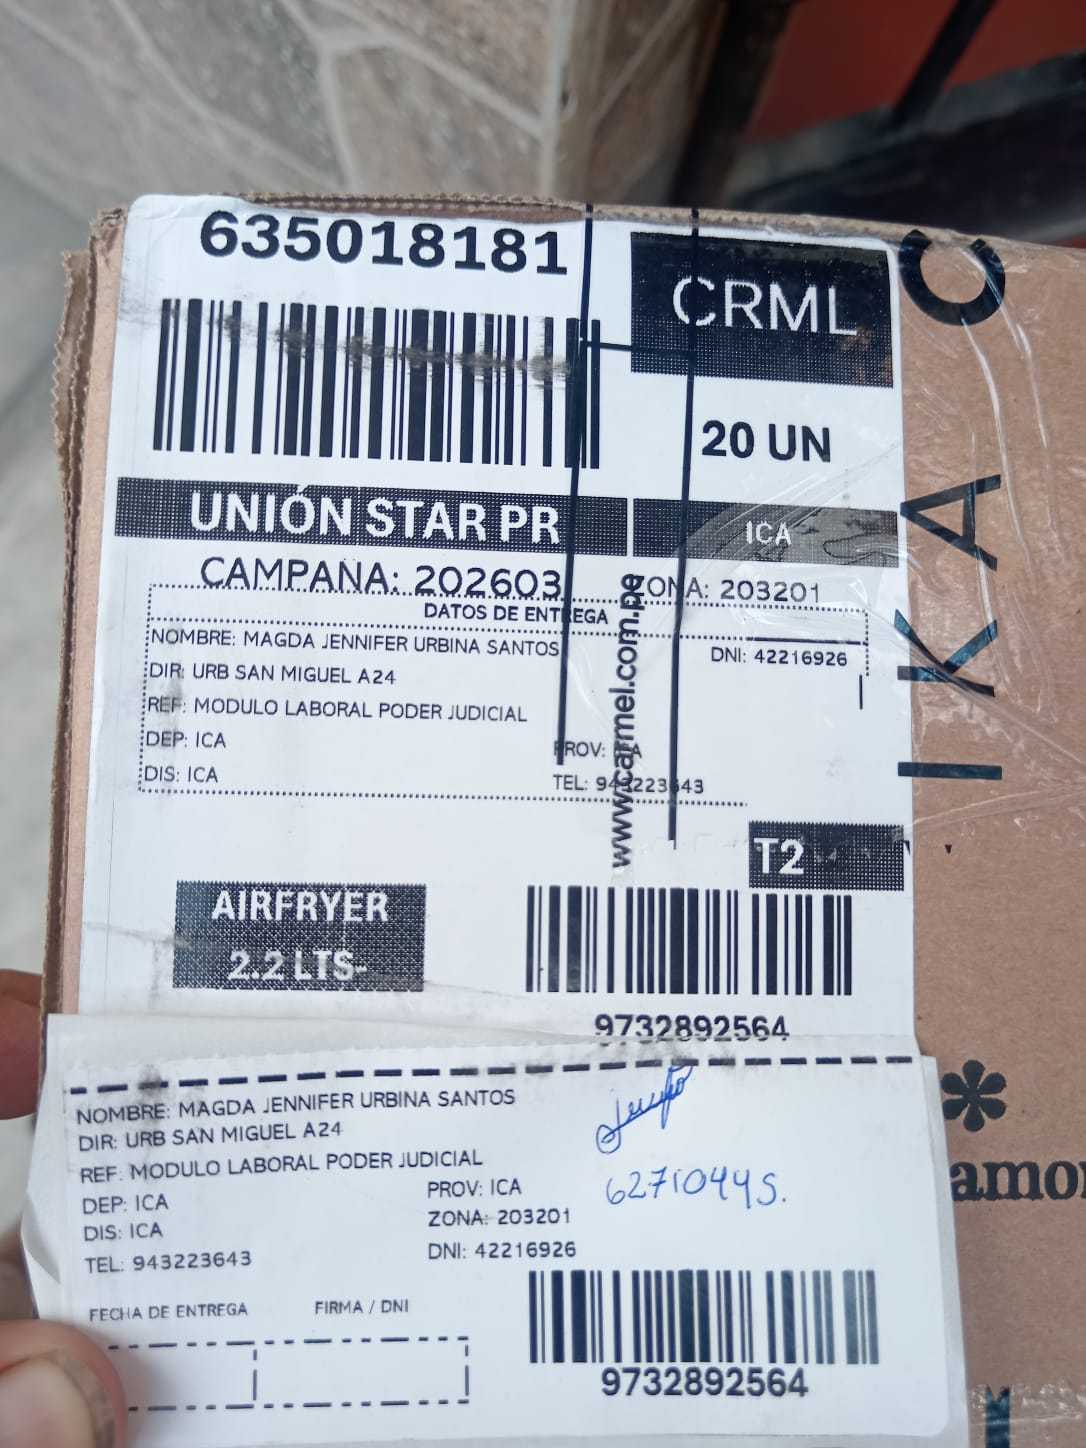 635018181
CRML
20 UN
UNIÓN STAR PR
ICA
CAMPAÑA: 202603
ZONA: 203201
DATOS DE ENTREGA
NOMBRE: MAGDA JENNIFER URBINA SANTOS
DNI: 42216926
DIR: URB SAN MIGUEL A24
REF: MODULO LABORAL PODER JUDICIAL
DEP: ICA
PROV: ICA
DIS: ICA
TEL: 943223643
www.carmel.com.pe
T2
AIRFRYER
2.2 LTS-
9732892564
NOMBRE: MAGDA JENNIFER URBINA SANTOS
DIR: URB SAN MIGUEL A24
REF: MODULO LABORAL PODER JUDICIAL
DEP: ICA
PROV: ICA
DIS: ICA
ZONA: 203201
TEL: 943223643
DNI: 42216926
62710445.
FECHA DE ENTREGA
FIRMA / DNI
9732892564
IKA
amor